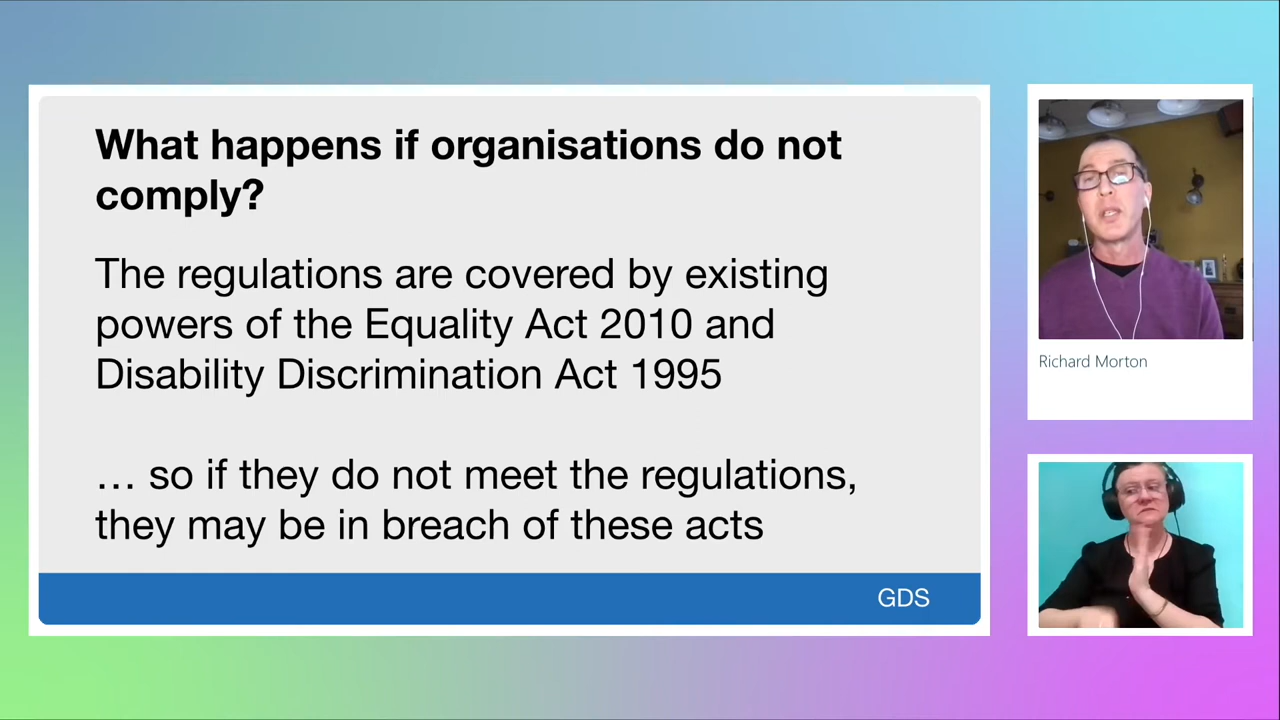 What happens if organisations do not
comply?
The regulations are covered by existing
powers of the Equality Act 2010 and
Disability Discrimination Act 1995
… so if they do not meet the regulations,
they may be in breach of these acts
GDS
Richard Morton